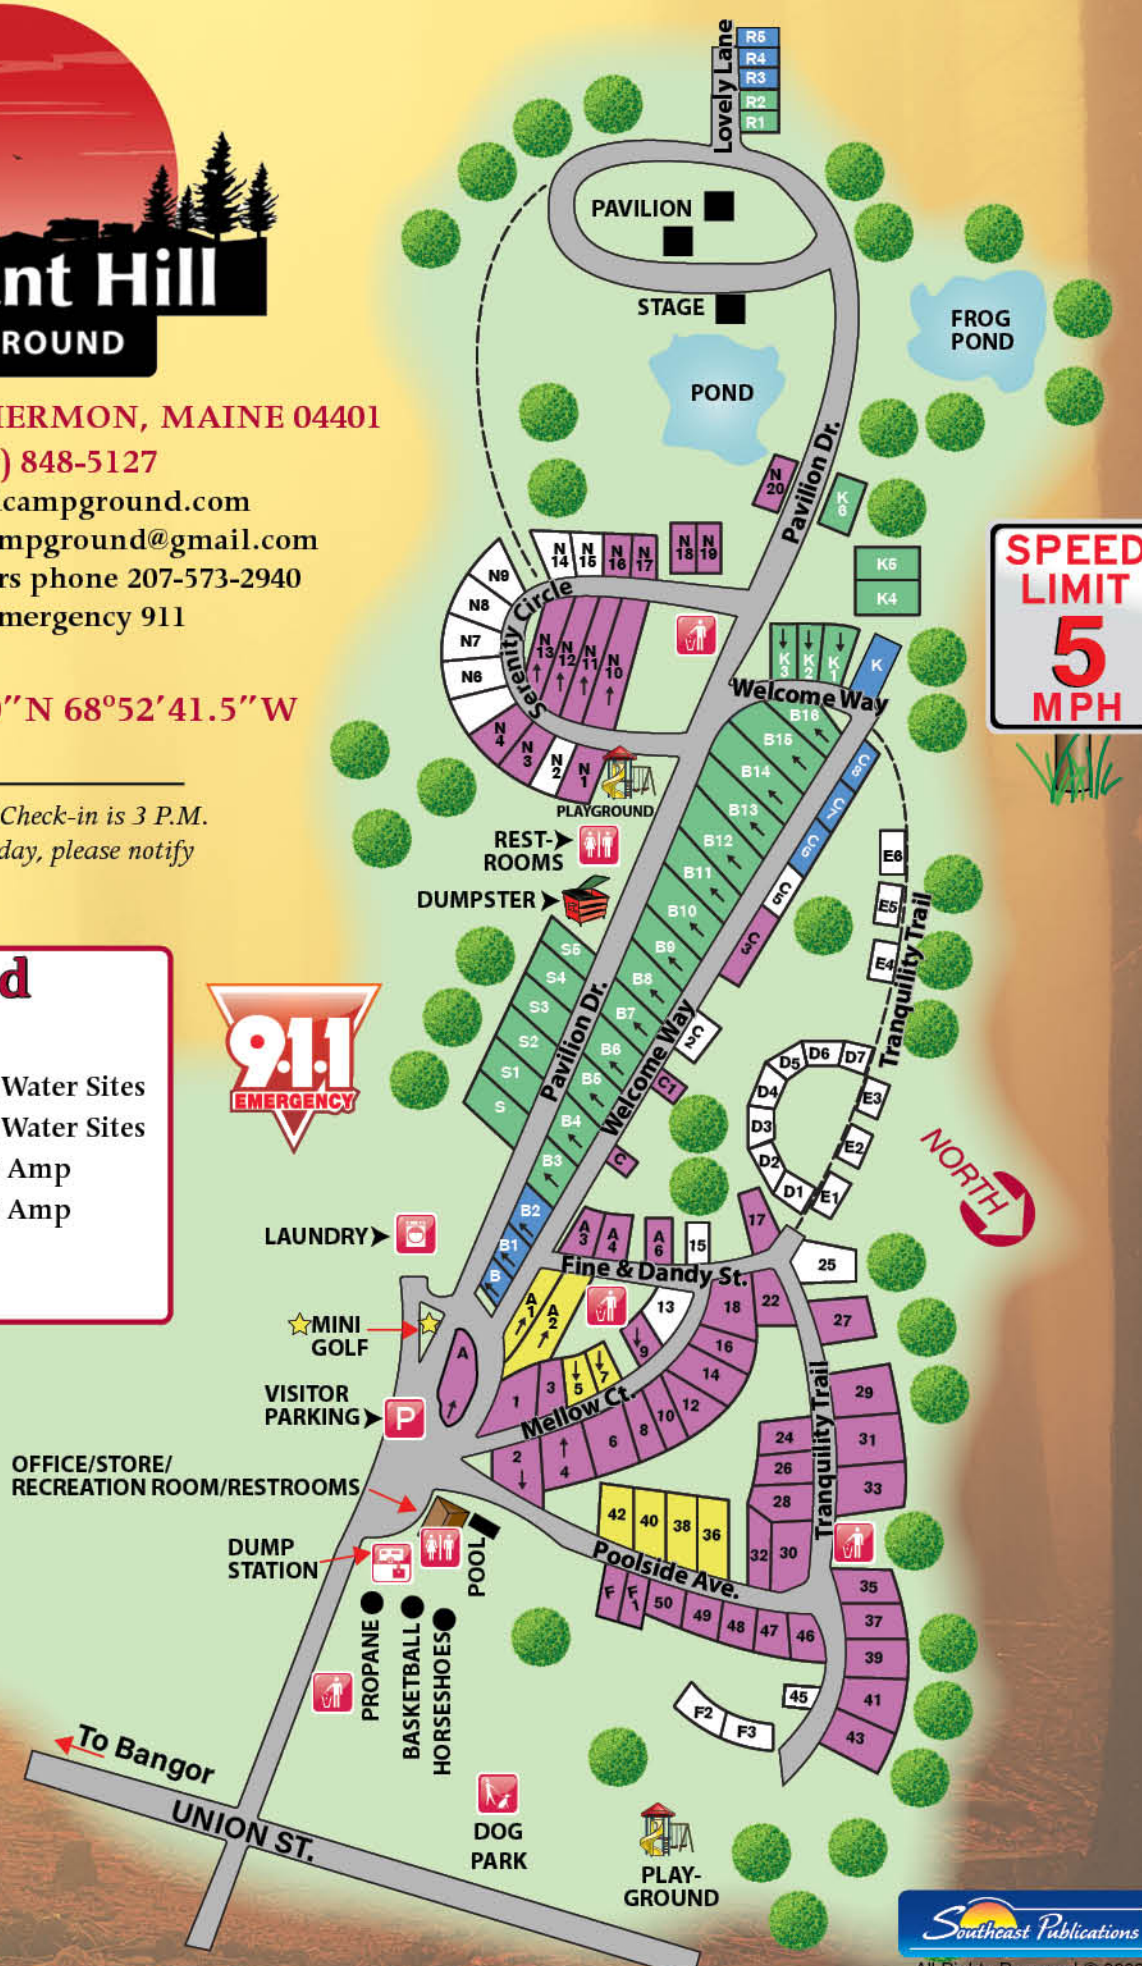 nt Hill
ROUND
HERMON, MAINE 04401
) 848-5127
campground.com
mpground@gmail.com
rs phone 207-573-2940
mergency 911
″N 68°52′41.5″W
Check-in is 3 P.M.
day, please notify
d
Water Sites
Water Sites
Amp
Amp
9.1.1
EMERGENCY
SPEED
LIMIT
5
MPH
NORTH
Lovely Lane
R5
R4
R3
R2
R1
PAVILION
STAGE
POND
FROG
POND
Pavilion Dr.
N
20
K
6
K5
K4
K
3
K
2
K
1
K
Welcome Way
N
14
N
15
N
16
N
17
N
18
N
19
N9
N8
N7
N6
Serenity Circle
N
13
N
12
N
11
N
10
N
4
N
3
N
2
N
1
PLAYGROUND
REST-
ROOMS
DUMPSTER
B16
B15
B14
B13
B12
B11
B10
B9
B8
B7
B6
B5
B4
B3
B2
B1
B
C8
C7
C6
C5
C3
C2
C1
C
S5
S4
S3
S2
S1
S
Pavilion Dr.
Welcome Way
E6
E5
E4
E3
E2
E1
Tranquility Trail
D7
D6
D5
D4
D3
D2
D1
LAUNDRY
MINI
GOLF
VISITOR
PARKING
P
OFFICE/STORE/
RECREATION ROOM/RESTROOMS
DUMP
STATION
POOL
PROPANE
BASKETBALL
HORSESHOES
A
3
A
4
A
6
15
17
Fine & Dandy St.
25
A
1
A
2
A
13
18
22
27
9
16
14
12
10
8
6
4
2
1
3
5
7
Mellow Ct.
Tranquility Trail
29
31
33
24
26
28
32
30
42
40
38
36
Poolside Ave.
F
F
1
50
49
48
47
46
45
F2
F3
35
37
39
41
43
To Bangor
UNION ST.
DOG
PARK
PLAY-
GROUND
Southeast Publications